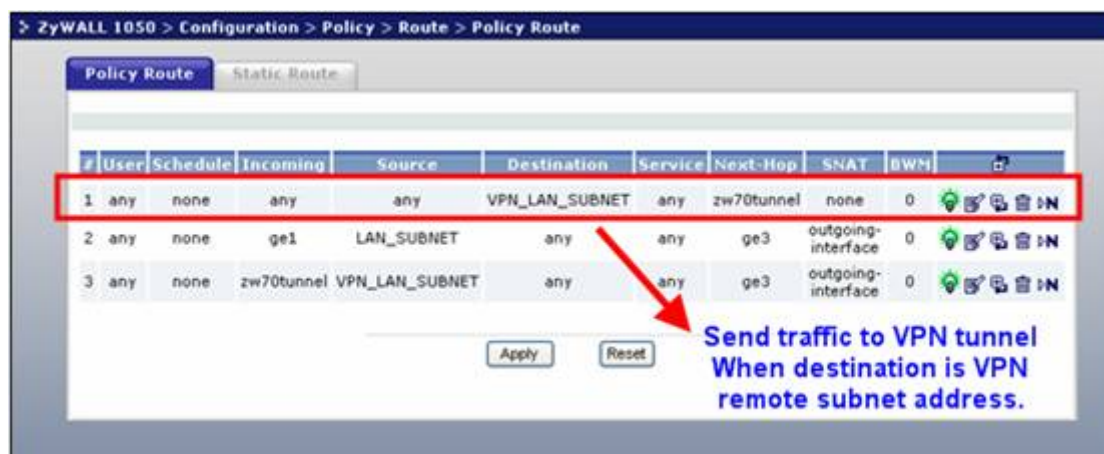 > ZyWALL 1050 > Configuration > Policy > Route > Policy Route
Policy Route Static Route
# User Schedule Incoming Source Destination Service Next-Hop SNAT BWM
1 any none any any VPN_LAN_SUBNET any zw70tunnel none 0
2 any none ge1 LAN_SUBNET any any ge3 outgoing-interface 0
3 any none zw70tunnel VPN_LAN_SUBNET any any ge3 outgoing-interface 0
Apply Reset
Send traffic to VPN tunnel
When destination is VPN
remote subnet address.